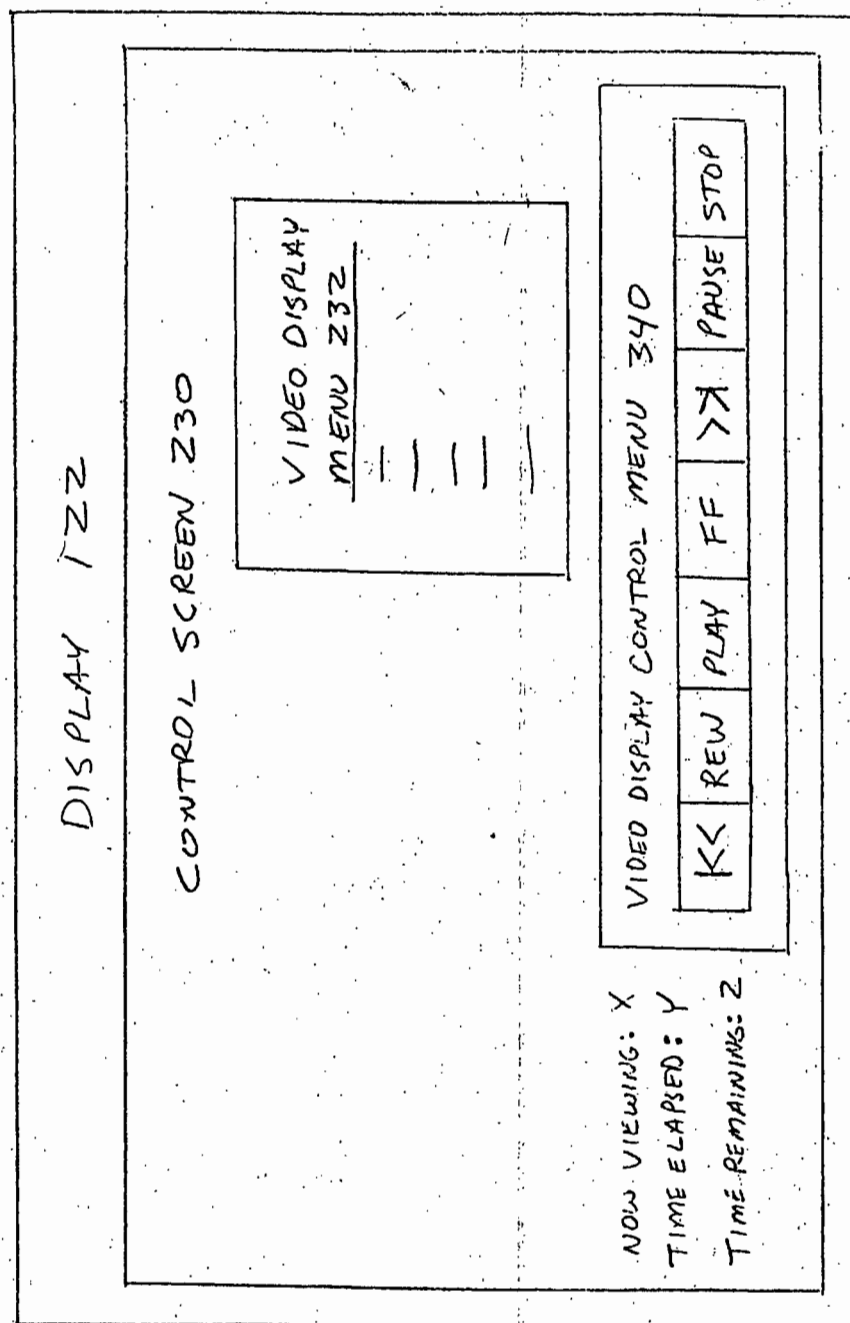 DISPLAY 122
CONTROL SCREEN 230
VIDEO DISPLAY
MENU 232
VIDEO DISPLAY CONTROL MENU 340
K< REW PLAY FF >K PAUSE STOP
NOW VIEWING: X
TIME ELAPSED: Y
TIME REMAINING: Z